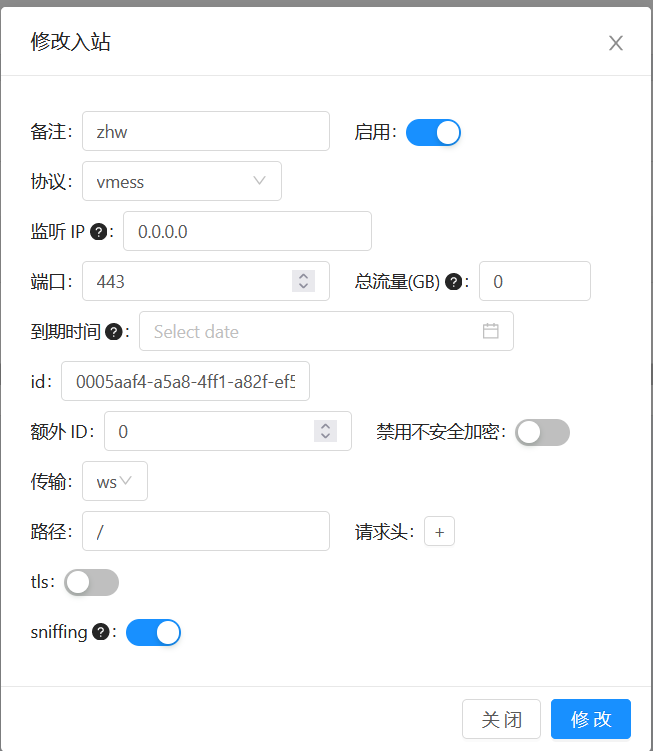 修改入站
备注: zhw 启用:
协议: vmess
监听 IP ?: 0.0.0.0
端口: 443 总流量(GB) ?: 0
到期时间 ?: Select date
id: 0005aaf4-a5a8-4ff1-a82f-ef5
额外 ID: 0 禁用不安全加密:
传输: ws
路径: / 请求头: +
tls:
sniffing ?:
关 闭 修 改